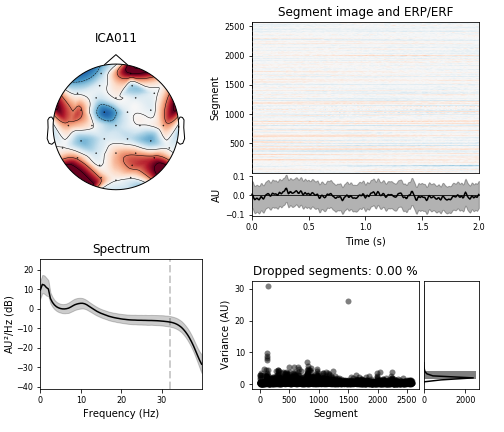 ICA011
Segment image and ERP/ERF
Segment
2500
2000
1500
1000
500
AU
0.1
0.0
−0.1
0.0 0.5 1.0 1.5 2.0
Time (s)
Spectrum
AU²/Hz (dB)
20
10
0
−10
−20
−30
−40
0 10 20 30
Frequency (Hz)
Dropped segments: 0.00 %
Variance (AU)
30
20
10
0
0 500 1000 1500 2000 2500
Segment
0 2000